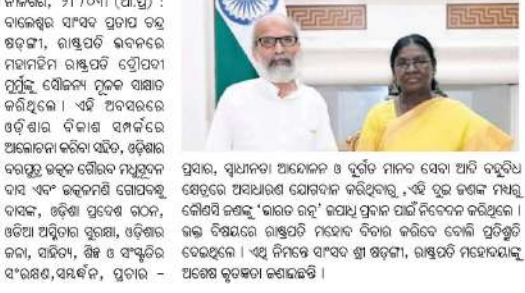 ନୀଳଗିରି, ୨୮।୦୩ (ଆ.ପ୍ର) :
ବାଲେଶ୍ୱର ସାଂସଦ ପ୍ରତାପ ଚନ୍ଦ୍ର
ଷଡ଼ଙ୍ଗୀ, ରାଷ୍ଟ୍ରପତି ଭବନରେ
ମହାମହିମ ରାଷ୍ଟ୍ରପତି ଦ୍ରୌପଦୀ
ମୁର୍ମୁଙ୍କୁ ସୌଜନ୍ୟ ମୂଳକ ସାକ୍ଷାତ
କରିଥିଲେ । ଏହି ଅବସରରେ
ଓଡ଼ିଶାର ବିକାଶ ସମ୍ପର୍କରେ
ଆଲୋଚନା କରିବା ସହିତ, ଓଡ଼ିଶାର
ବରପୁତ୍ର ଉତ୍କଳ ଗୌରବ ମଧୁସୂଦନ
ଦାସ ଏବଂ ଉତ୍କଳମଣି ଗୋପବନ୍ଧୁ
ଦାସଙ୍କ, ଓଡ଼ିଶା ପ୍ରଦେଶ ଗଠନ,
ଓଡିଆ ଅସ୍ମିତାର ସୁରକ୍ଷା, ଓଡ଼ିଶାର
କଳା, ସାହିତ୍ୟ, ଶିଳ୍ପ ଓ ସଂସ୍କୃତିର
ସଂରକ୍ଷଣ,ସମ୍ବର୍ଦ୍ଧନ, ପ୍ରଚାର –
ପ୍ରସାର, ସ୍ବାଧୀନତା ଆନ୍ଦୋଳନ ଓ ଦୁର୍ଗତ ମାନବ ସେବା ଆଦି ବହୁବିଧ
କ୍ଷେତ୍ରରେ ଅସାଧାରଣ ଯୋଗଦାନ କରିଥିବାରୁ ,ଏହି ଦୁଇ ଜଣଙ୍କ ମଧ୍ୟରୁ
କୌଣସି ଜଣଙ୍କୁ 'ଭାରତ ରତ୍ନ' ଉପାଧି ପ୍ରଦାନ ପାଇଁ ନିବେଦନ କରିଥିଲେ ।
ଉକ୍ତ ବିଷୟରେ ରାଷ୍ଟ୍ରପତି ମହୋଦ ବିଚାର କରିବେ ବୋଲି ପ୍ରତିଶ୍ରୁତି
ଦେଇଥିଲେ । ଏଥି ନିମନ୍ତେ ସାଂସଦ ଶ୍ରୀ ଷଡ଼ଙ୍ଗୀ, ରାଷ୍ଟ୍ରପତି ମହୋଦୟାଙ୍କୁ
ଅଶେଷ କୃତଜ୍ଞତା ଜଣାଇଛନ୍ତି ।